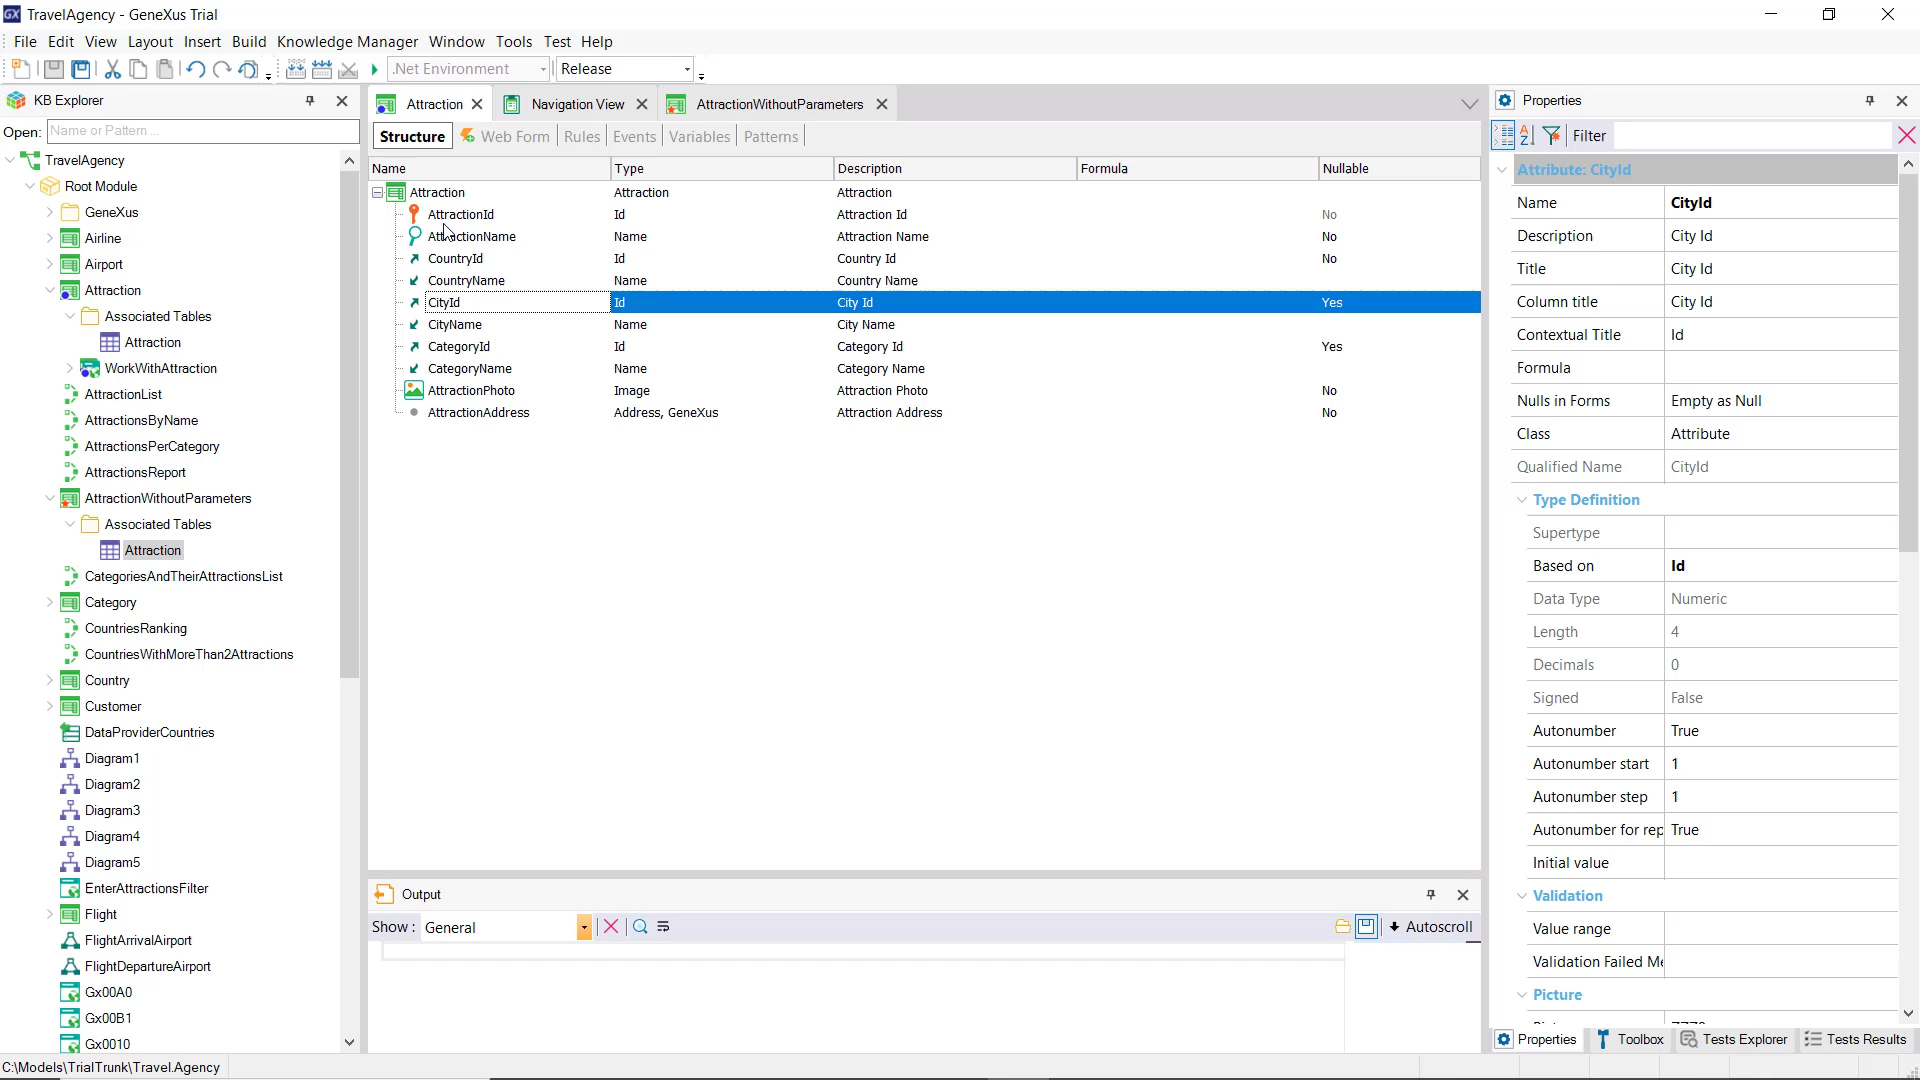 TravelAgency - GeneXus Trial
File Edit View Layout Insert Build Knowledge Manager Window Tools Test Help
.Net Environment Release
KB Explorer
Open: Name or Pattern ...
TravelAgency
Root Module
GeneXus
Airline
Airport
Attraction
Associated Tables
Attraction
WorkWithAttraction
AttractionList
AttractionsByName
AttractionsPerCategory
AttractionsReport
AttractionWithoutParameters
Associated Tables
Attraction
CategoriesAndTheirAttractionsList
Category
CountriesRanking
CountriesWithMoreThan2Attractions
Country
Customer
DataProviderCountries
Diagram1
Diagram2
Diagram3
Diagram4
Diagram5
EnterAttractionsFilter
Flight
FlightArrivalAirport
FlightDepartureAirport
Gx00A0
Gx00B1
Gx0010
Attraction Navigation View AttractionWithoutParameters
Structure Web Form Rules Events Variables Patterns
Name Type Description Formula Nullable
Attraction Attraction Attraction
AttractionId Id Attraction Id No
AttractionName Name Attraction Name No
CountryId Id Country Id No
CountryName Name Country Name
CityId Id City Id Yes
CityName Name City Name
CategoryId Id Category Id Yes
CategoryName Name Category Name
AttractionPhoto Image Attraction Photo No
AttractionAddress Address, GeneXus Attraction Address No
Output
Show: General Autoscroll
Properties
Filter
Attribute: CityId
Name CityId
Description City Id
Title City Id
Column title City Id
Contextual Title Id
Formula
Nulls in Forms Empty as Null
Class Attribute
Qualified Name CityId
Type Definition
Supertype
Based on Id
Data Type Numeric
Length 4
Decimals 0
Signed False
Autonumber True
Autonumber start 1
Autonumber step 1
Autonumber for rep True
Initial value
Validation
Value range
Validation Failed Me
Picture
Properties Toolbox Tests Explorer Tests Results
C:\Models\TrialTrunk\Travel.Agency